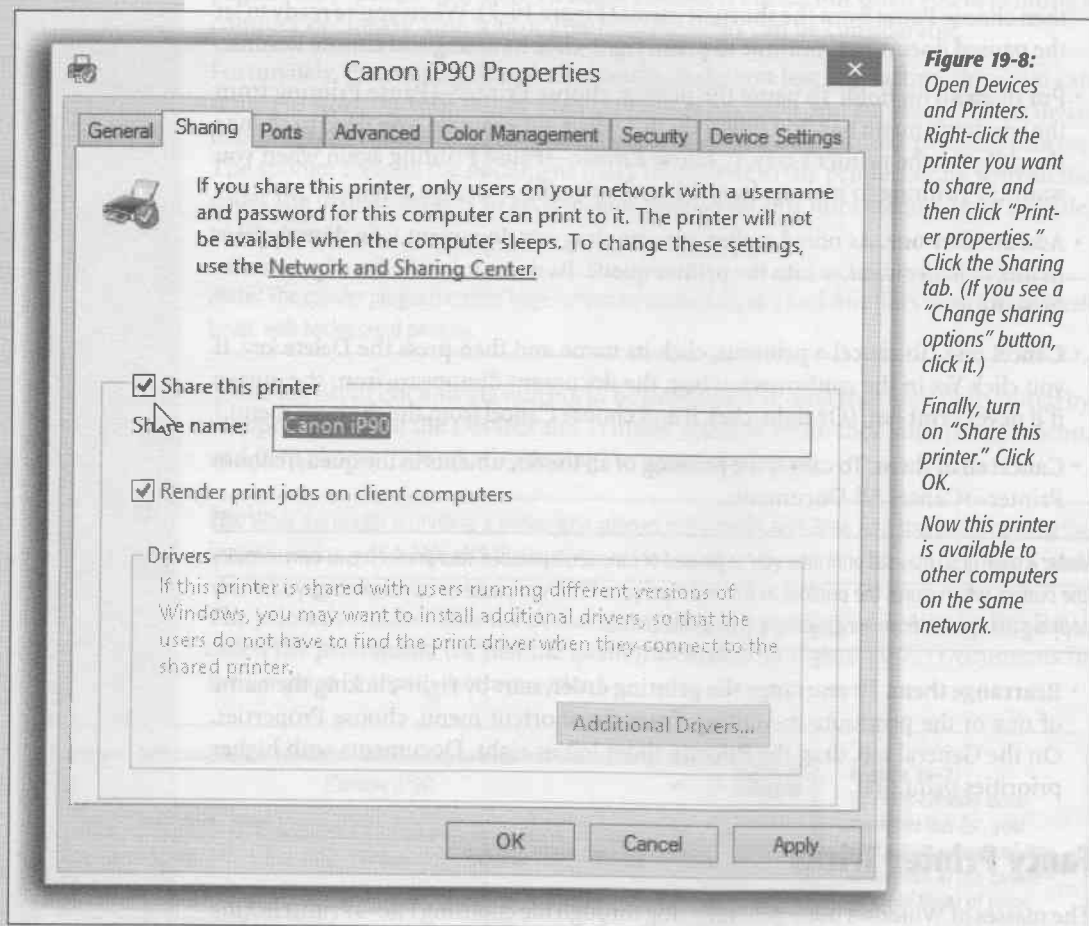 Canon iP90 Properties
General Sharing Ports Advanced Color Management Security Device Settings
If you share this printer, only users on your network with a username
and password for this computer can print to it. The printer will not
be available when the computer sleeps. To change these settings,
use the Network and Sharing Center.
Share this printer
Share name: Canon iP90
Render print jobs on client computers
Drivers
If this printer is shared with users running different versions of
Windows, you may want to install additional drivers, so that the
users do not have to find the print driver when they connect to the
shared printer.
Additional Drivers...
OK Cancel Apply
Figure 19-8:
Open Devices
and Printers.
Right-click the
printer you want
to share, and
then click “Print-
er properties.”
Click the Sharing
tab. (If you see a
“Change sharing
options” button,
click it.)
Finally, turn
on “Share this
printer.” Click
OK.
Now this printer
is available to
other computers
on the same
network.